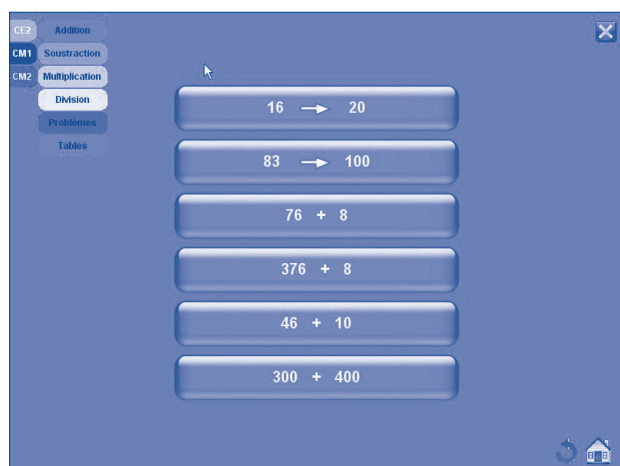 CE2
Addition
CM1
Soustraction
CM2
Multiplication
Division
Problèmes
Tables
16 → 20
83 → 100
76 + 8
376 + 8
46 + 10
300 + 400